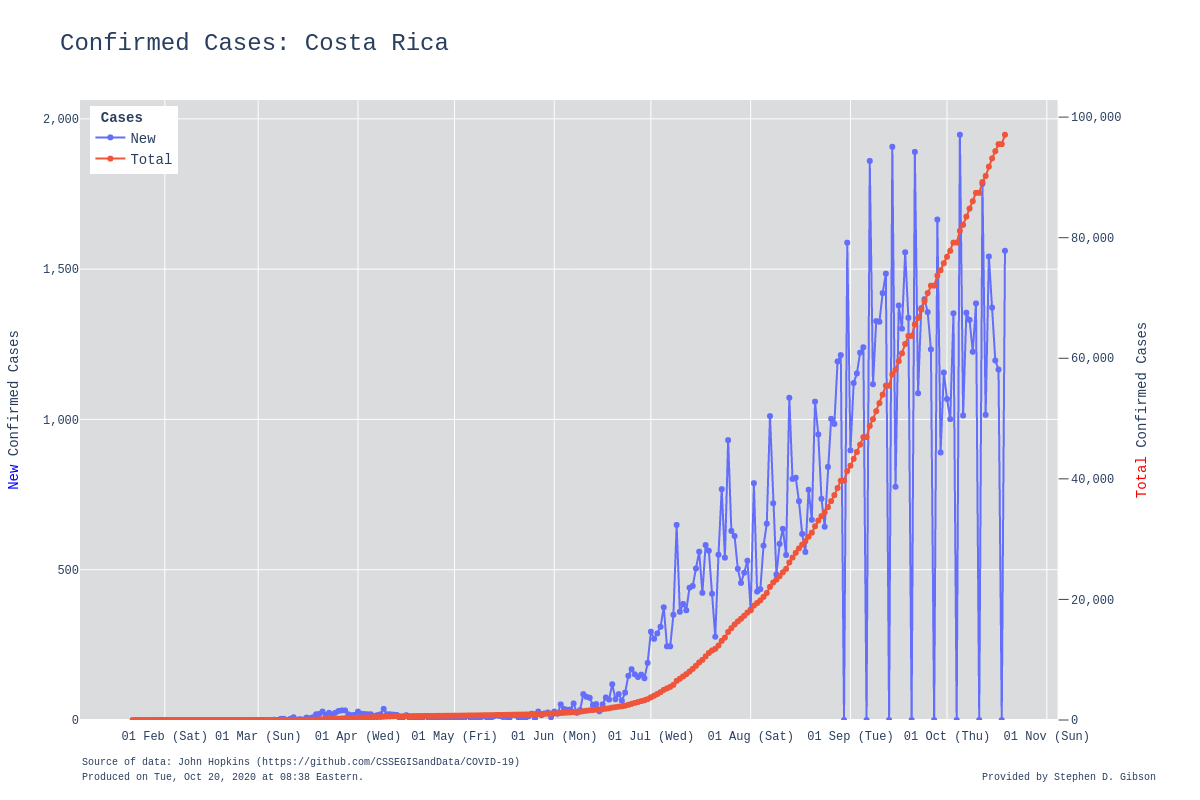 Confirmed Cases: Costa Rica
Cases
New
Total
2,000
1,500
1,000
500
0
100,000
80,000
60,000
40,000
20,000
0
New Confirmed Cases
Total Confirmed Cases
01 Feb (Sat) 01 Mar (Sun) 01 Apr (Wed) 01 May (Fri) 01 Jun (Mon) 01 Jul (Wed) 01 Aug (Sat) 01 Sep (Tue) 01 Oct (Thu) 01 Nov (Sun)
Source of data: John Hopkins (https://github.com/CSSEGISandData/COVID-19)
Produced on Tue, Oct 20, 2020 at 08:38 Eastern.
Provided by Stephen D. Gibson